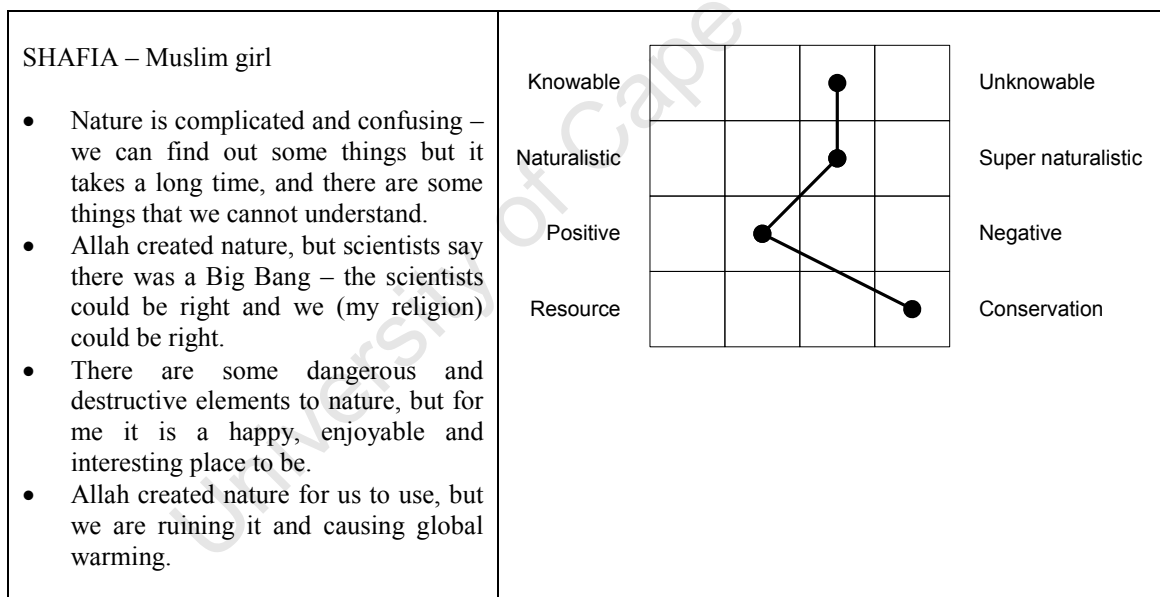 SHAFIA – Muslim girl
• Nature is complicated and confusing –
we can find out some things but it
takes a long time, and there are some
things that we cannot understand.
• Allah created nature, but scientists say
there was a Big Bang – the scientists
could be right and we (my religion)
could be right.
• There are some dangerous and
destructive elements to nature, but for
me it is a happy, enjoyable and
interesting place to be.
• Allah created nature for us to use, but
we are ruining it and causing global
warming.
Knowable Unknowable
Naturalistic Super naturalistic
Positive Negative
Resource Conservation
University of Cape